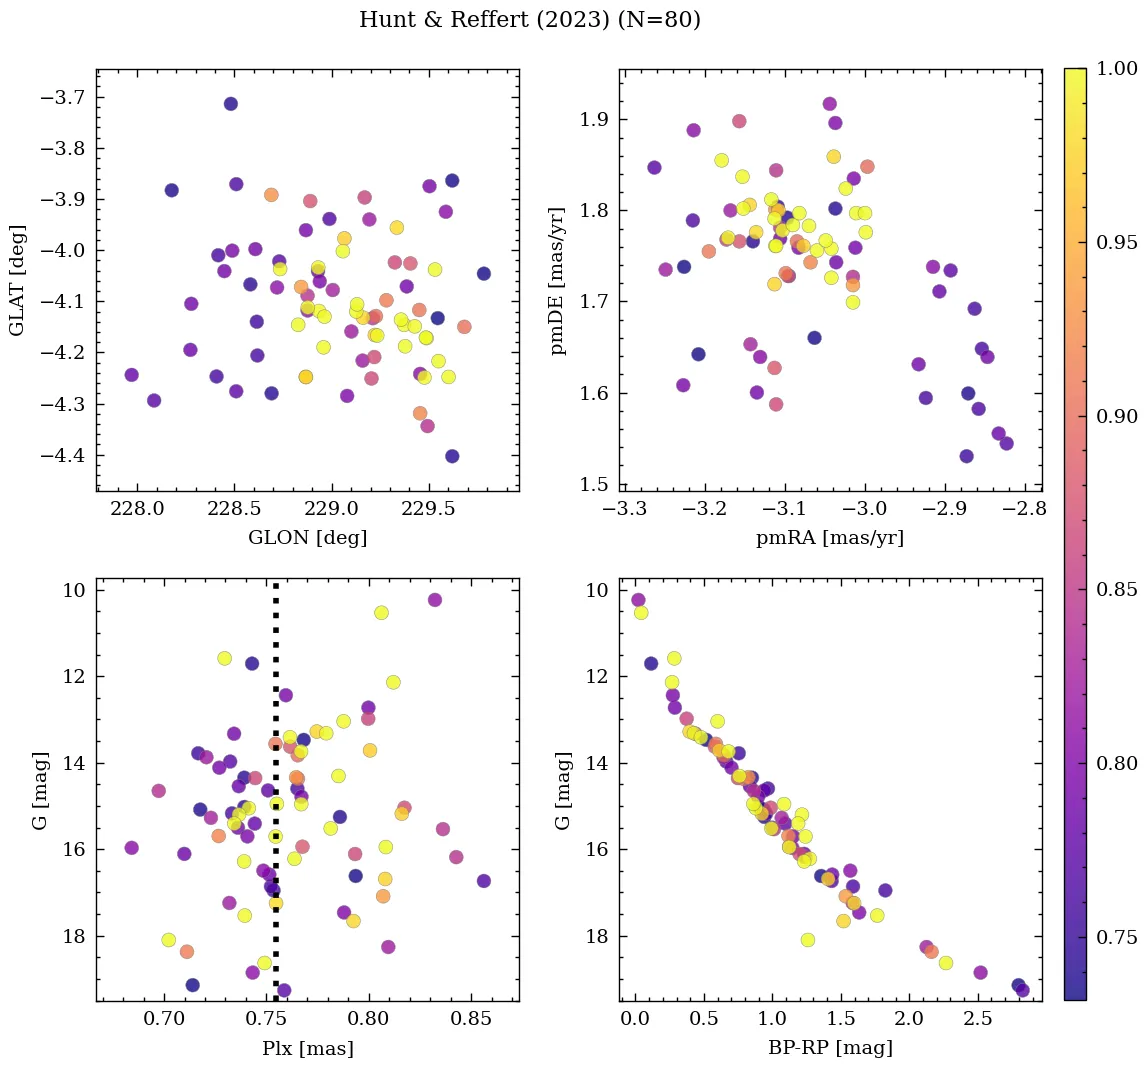 Hunt & Reffert (2023) (N=80)
−3.7
−3.8
−3.9
−4.0
−4.1
−4.2
−4.3
−4.4
GLAT [deg]
228.0 228.5 229.0 229.5
GLON [deg]
1.9
1.8
1.7
1.6
1.5
pmDE [mas/yr]
−3.3 −3.2 −3.1 −3.0 −2.9 −2.8
pmRA [mas/yr]
10
12
14
16
18
G [mag]
0.70 0.75 0.80 0.85
Plx [mas]
10
12
14
16
18
G [mag]
0.0 0.5 1.0 1.5 2.0 2.5
BP-RP [mag]
1.00
0.95
0.90
0.85
0.80
0.75